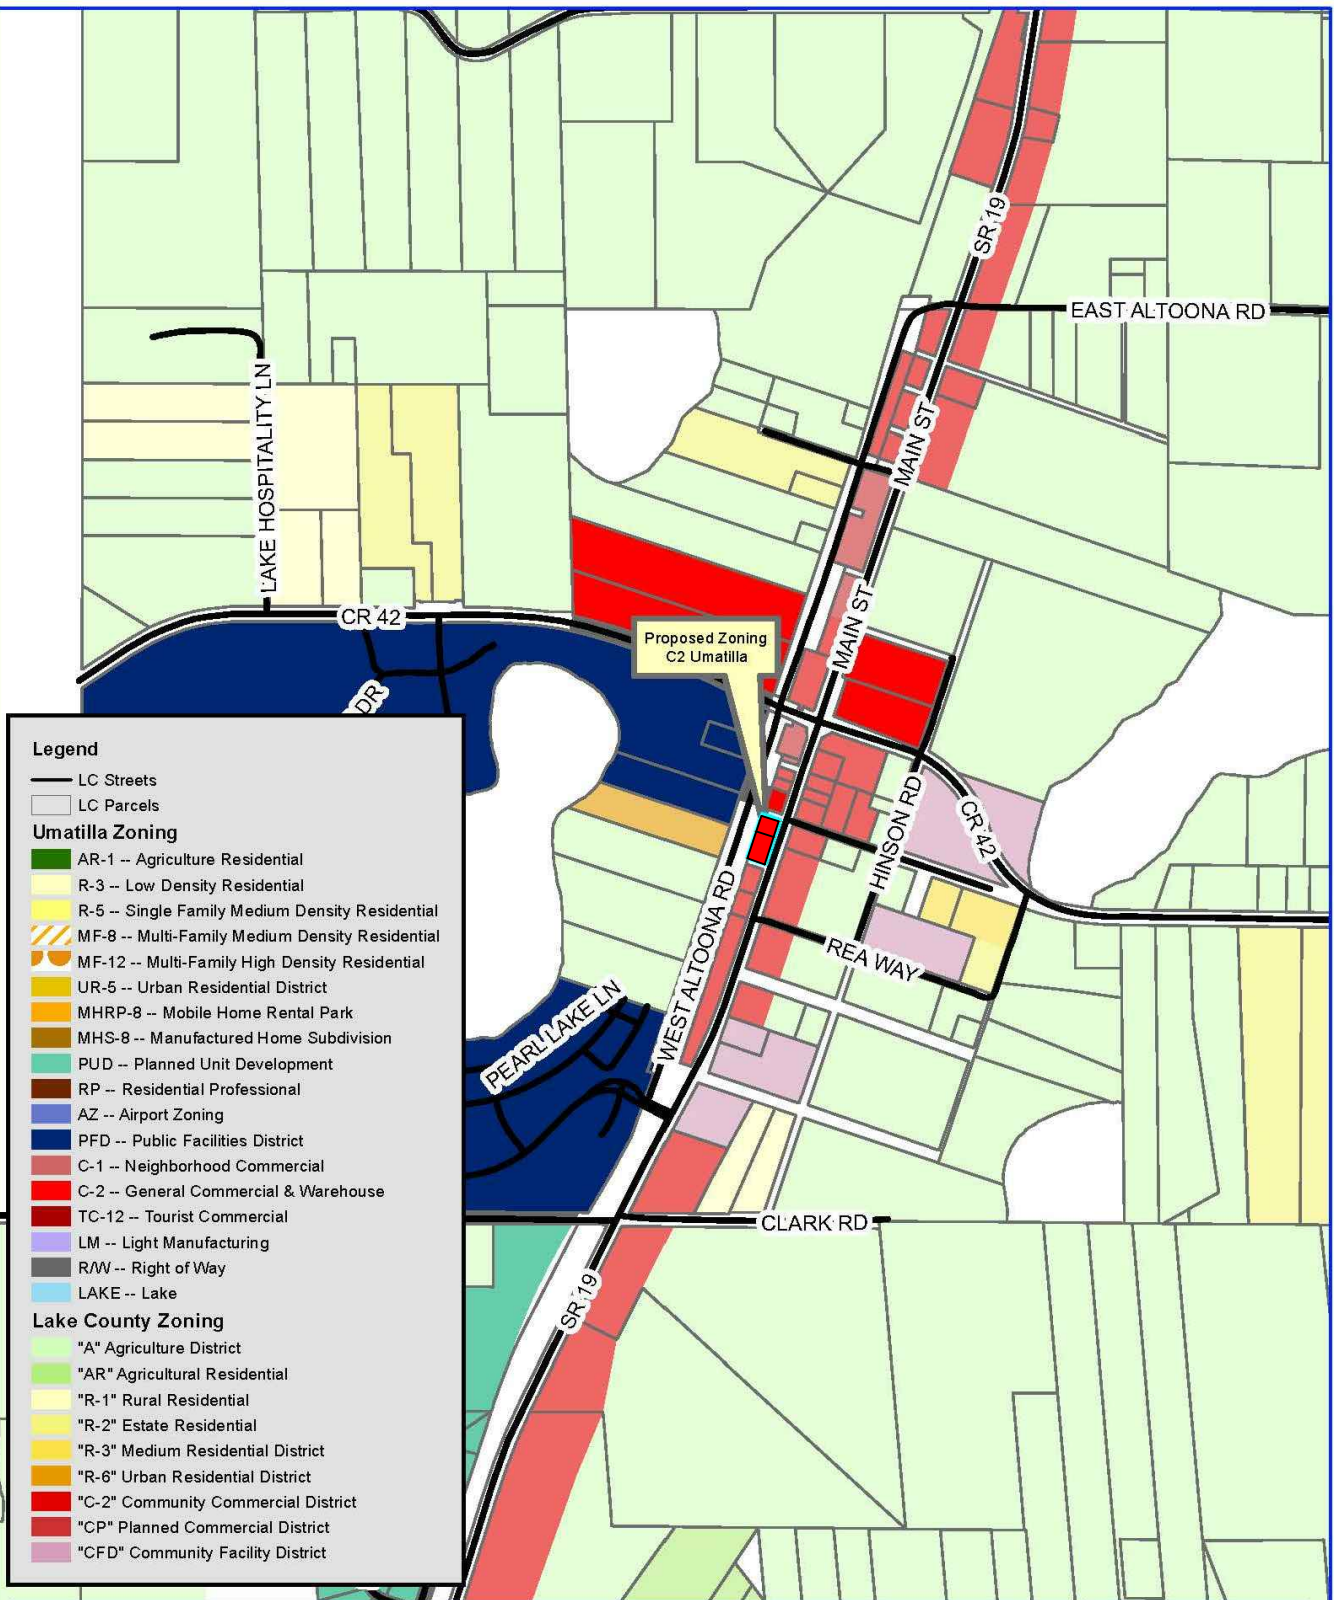 SR 19
EAST ALTOONA RD
LAKE HOSPITALITY LN
MAIN ST
CR 42
MAIN ST
Proposed Zoning
C2 Umatilla
DR
HINSON RD
CR 42
WEST ALTOONA RD
REA WAY
PEARL LAKE LN
CLARK RD
SR 19
Legend
LC Streets
LC Parcels
Umatilla Zoning
AR-1 -- Agriculture Residential
R-3 -- Low Density Residential
R-5 -- Single Family Medium Density Residential
MF-8 -- Multi-Family Medium Density Residential
MF-12 -- Multi-Family High Density Residential
UR-5 -- Urban Residential District
MHRP-8 -- Mobile Home Rental Park
MHS-8 -- Manufactured Home Subdivision
PUD -- Planned Unit Development
RP -- Residential Professional
AZ -- Airport Zoning
PFD -- Public Facilities District
C-1 -- Neighborhood Commercial
C-2 -- General Commercial & Warehouse
TC-12 -- Tourist Commercial
LM -- Light Manufacturing
R/W -- Right of Way
LAKE -- Lake
Lake County Zoning
"A" Agriculture District
"AR" Agricultural Residential
"R-1" Rural Residential
"R-2" Estate Residential
"R-3" Medium Residential District
"R-6" Urban Residential District
"C-2" Community Commercial District
"CP" Planned Commercial District
"CFD" Community Facility District